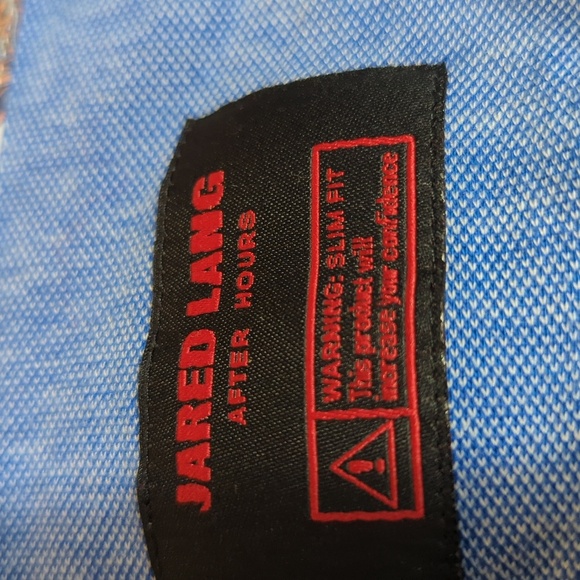 JARED LANG
AFTER HOURS
WARNING: SLIM FIT
This product will
increase your confidence